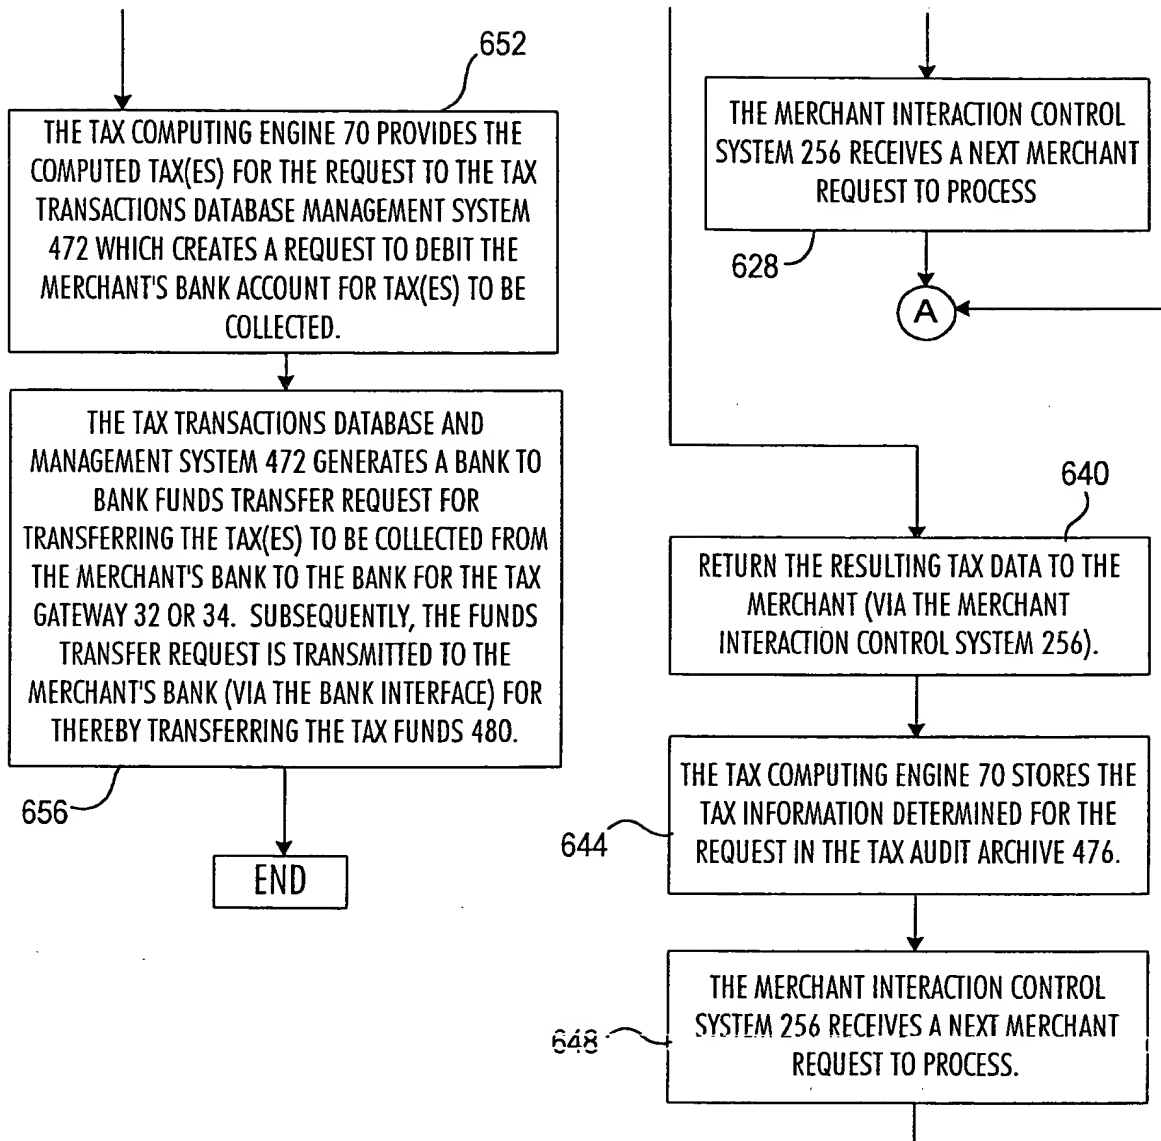 652
THE TAX COMPUTING ENGINE 70 PROVIDES THE
COMPUTED TAX(ES) FOR THE REQUEST TO THE TAX
TRANSACTIONS DATABASE MANAGEMENT SYSTEM
472 WHICH CREATES A REQUEST TO DEBIT THE
MERCHANT'S BANK ACCOUNT FOR TAX(ES) TO BE
COLLECTED.
THE TAX TRANSACTIONS DATABASE AND
MANAGEMENT SYSTEM 472 GENERATES A BANK TO
BANK FUNDS TRANSFER REQUEST FOR
TRANSFERRING THE TAX(ES) TO BE COLLECTED FROM
THE MERCHANT'S BANK TO THE BANK FOR THE TAX
GATEWAY 32 OR 34. SUBSEQUENTLY, THE FUNDS
TRANSFER REQUEST IS TRANSMITTED TO THE
MERCHANT'S BANK (VIA THE BANK INTERFACE) FOR
THEREBY TRANSFERRING THE TAX FUNDS 480.
656
END
THE MERCHANT INTERACTION CONTROL
SYSTEM 256 RECEIVES A NEXT MERCHANT
REQUEST TO PROCESS
628
A
640
RETURN THE RESULTING TAX DATA TO THE
MERCHANT (VIA THE MERCHANT
INTERACTION CONTROL SYSTEM 256).
THE TAX COMPUTING ENGINE 70 STORES THE
TAX INFORMATION DETERMINED FOR THE
REQUEST IN THE TAX AUDIT ARCHIVE 476.
644
THE MERCHANT INTERACTION CONTROL
SYSTEM 256 RECEIVES A NEXT MERCHANT
REQUEST TO PROCESS.
648